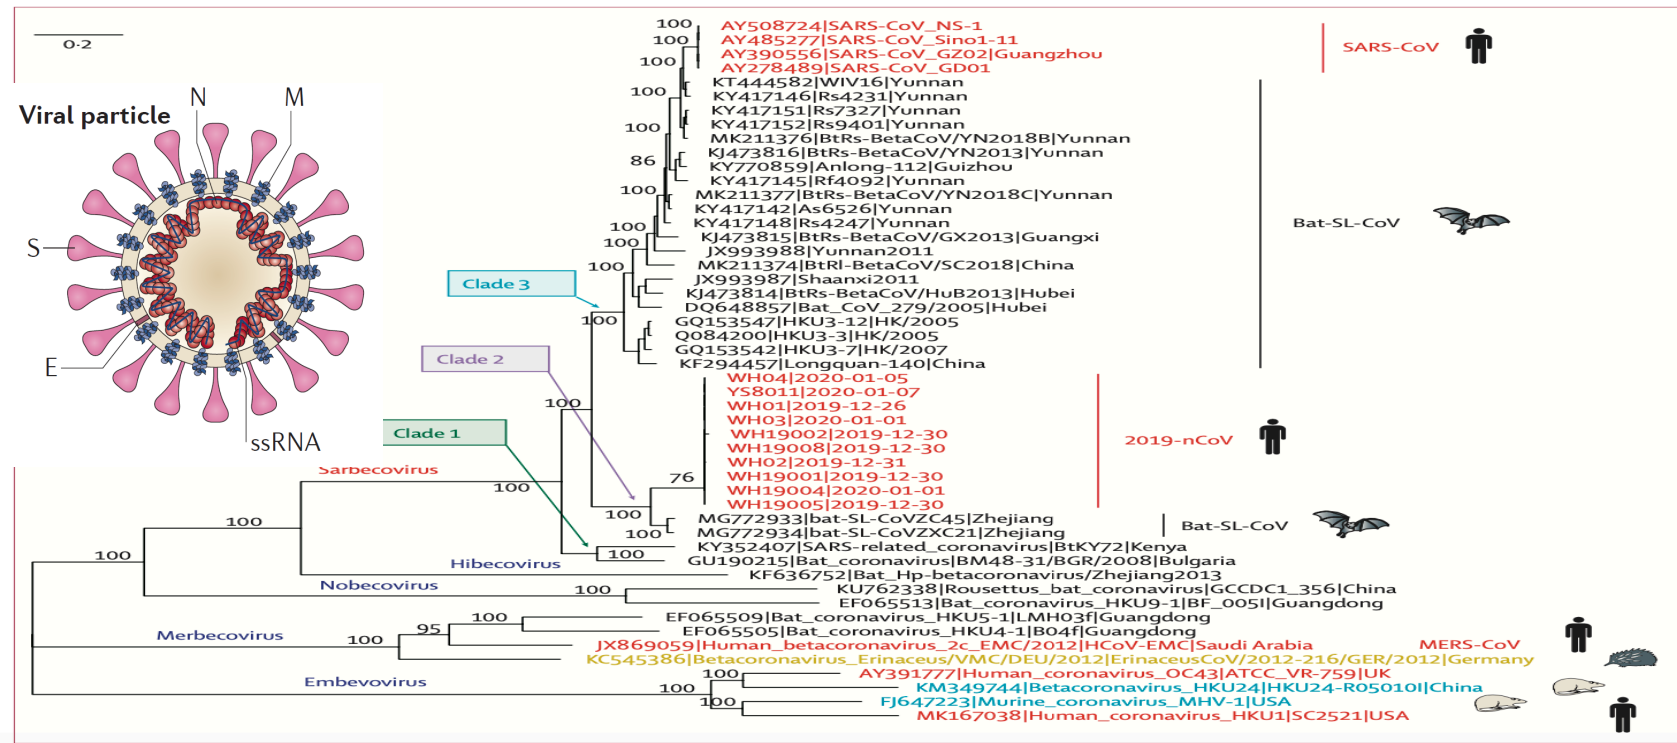 0·2
Viral particle
N
M
S
E
ssRNA
100
AY508724|SARS-CoV_NS-1
100
AY485277|SARS-CoV_Sino1-11
AY390556|SARS-CoV_GZ02|Guangzhou
100
AY278489|SARS-CoV_GD01
SARS-CoV
KT444582|WIV16|Yunnan
100
KY417146|Rs4231|Yunnan
KY417151|Rs7327|Yunnan
100
KY417152|Rs9401|Yunnan
MK211376|BtRs-BetaCoV/YN2018B|Yunnan
KJ473816|BtRs-BetaCoV/YN2013|Yunnan
86
KY770859|Anlong-112|Guizhou
KY417145|Rf4092|Yunnan
100
MK211377|BtRs-BetaCoV/YN2018C|Yunnan
KY417142|As6526|Yunnan
100
KY417148|Rs4247|Yunnan
Bat-SL-CoV
100
KJ473815|BtRs-BetaCoV/GX2013|Guangxi
JX993988|Yunnan2011
100
MK211374|BtRl-BetaCoV/SC2018|China
JX993987|Shaanxi2011
Clade 3
KJ473814|BtRs-BetaCoV/HuB2013|Hubei
DQ648857|Bat_CoV_279/2005|Hubei
100
GQ153547|HKU3-12|HK/2005
Q084200|HKU3-3|HK/2005
GQ153542|HKU3-7|HK/2007
Clade 2
KF294457|Longquan-140|China
WH04|2020-01-05
YS8011|2020-01-07
100
WH01|2019-12-26
WH03|2020-01-01
Clade 1
WH19002|2019-12-30
2019-nCoV
WH19008|2019-12-30
WH02|2019-12-31
Sarbecovirus
76
WH19001|2019-12-30
100
WH19004|2020-01-01
WH19005|2019-12-30
100
MG772933|bat-SL-CoVZC45|Zhejiang
100
100
MG772934|bat-SL-CoVZXC21|Zhejiang
Bat-SL-CoV
KY352407|SARS-related_coronavirus|BtKY72|Kenya
100
100
GU190215|Bat_coronavirus|BM48-31/BGR/2008|Bulgaria
Hibecovirus
KF636752|Bat_Hp-betacoronavirus/Zhejiang2013
Nobecovirus
100
KU762338|Rousettus_bat_coronavirus|GCCDC1_356|China
EF065513|Bat_coronavirus_HKU9-1|BF_005I|Guangdong
100
EF065509|Bat_coronavirus_HKU5-1|LMH03f|Guangdong
95
EF065505|Bat_coronavirus_HKU4-1|B04f|Guangdong
Merbecovirus
100
JX869059|Human_betacoronavirus_2c_EMC/2012|HCoV-EMC|Saudi Arabia
MERS-CoV
KC545386|Betacoronavirus_Erinaceus/VMC/DEU/2012|ErinaceusCoV/2012-216/GER/2012|Germany
100
AY391777|Human_coronavirus_OC43|ATCC_VR-759|UK
Embevovirus
100
KM349744|Betacoronavirus_HKU24|HKU24-R05010I|China
100
FJ647223|Murine_coronavirus_MHV-1|USA
MK167038|Human_coronavirus_HKU1|SC2521|USA